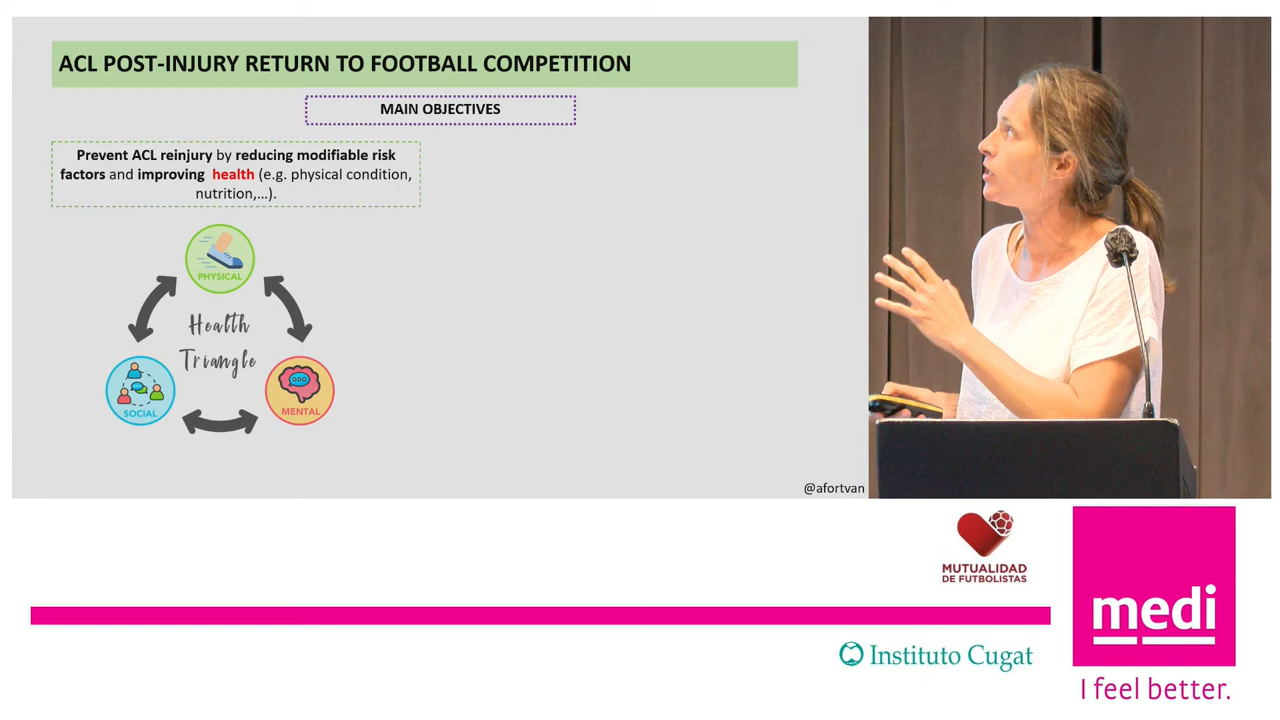 ACL POST-INJURY RETURN TO FOOTBALL COMPETITION
MAIN OBJECTIVES
Prevent ACL reinjury by reducing modifiable risk
factors and improving health (e.g. physical condition,
nutrition,...).
PHYSICAL
Health
Triangle
SOCIAL
MENTAL
@afortvan
MUTUALIDAD
DE FUTBOLISTAS
medi
Instituto Cugat
I feel better.